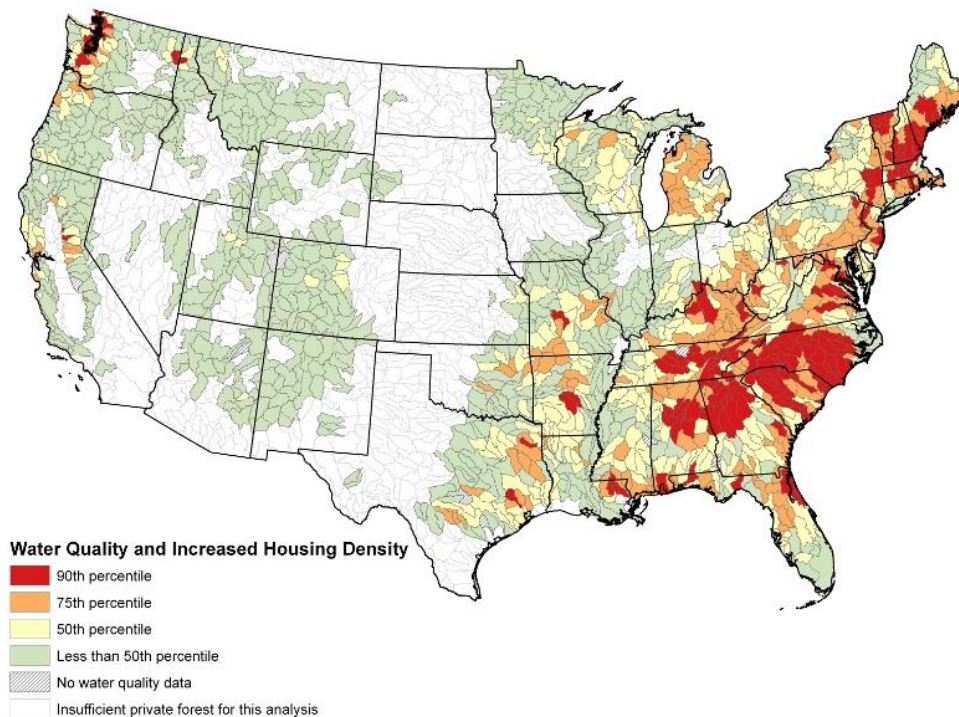 Water Quality and Increased Housing Density
90th percentile
75th percentile
50th percentile
Less than 50th percentile
No water quality data
Insufficient private forest for this analysis